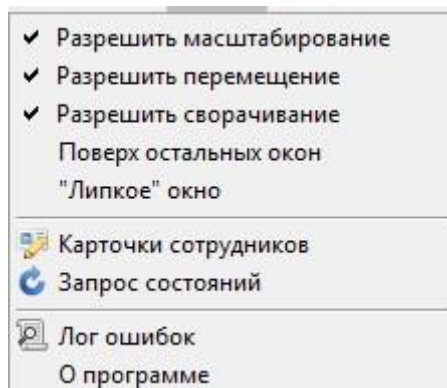 Разрешить масштабирование
Разрешить перемещение
Разрешить сворачивание
Поверх остальных окон
"Липкое" окно
Карточки сотрудников
Запрос состояний
Лог ошибок
О программе